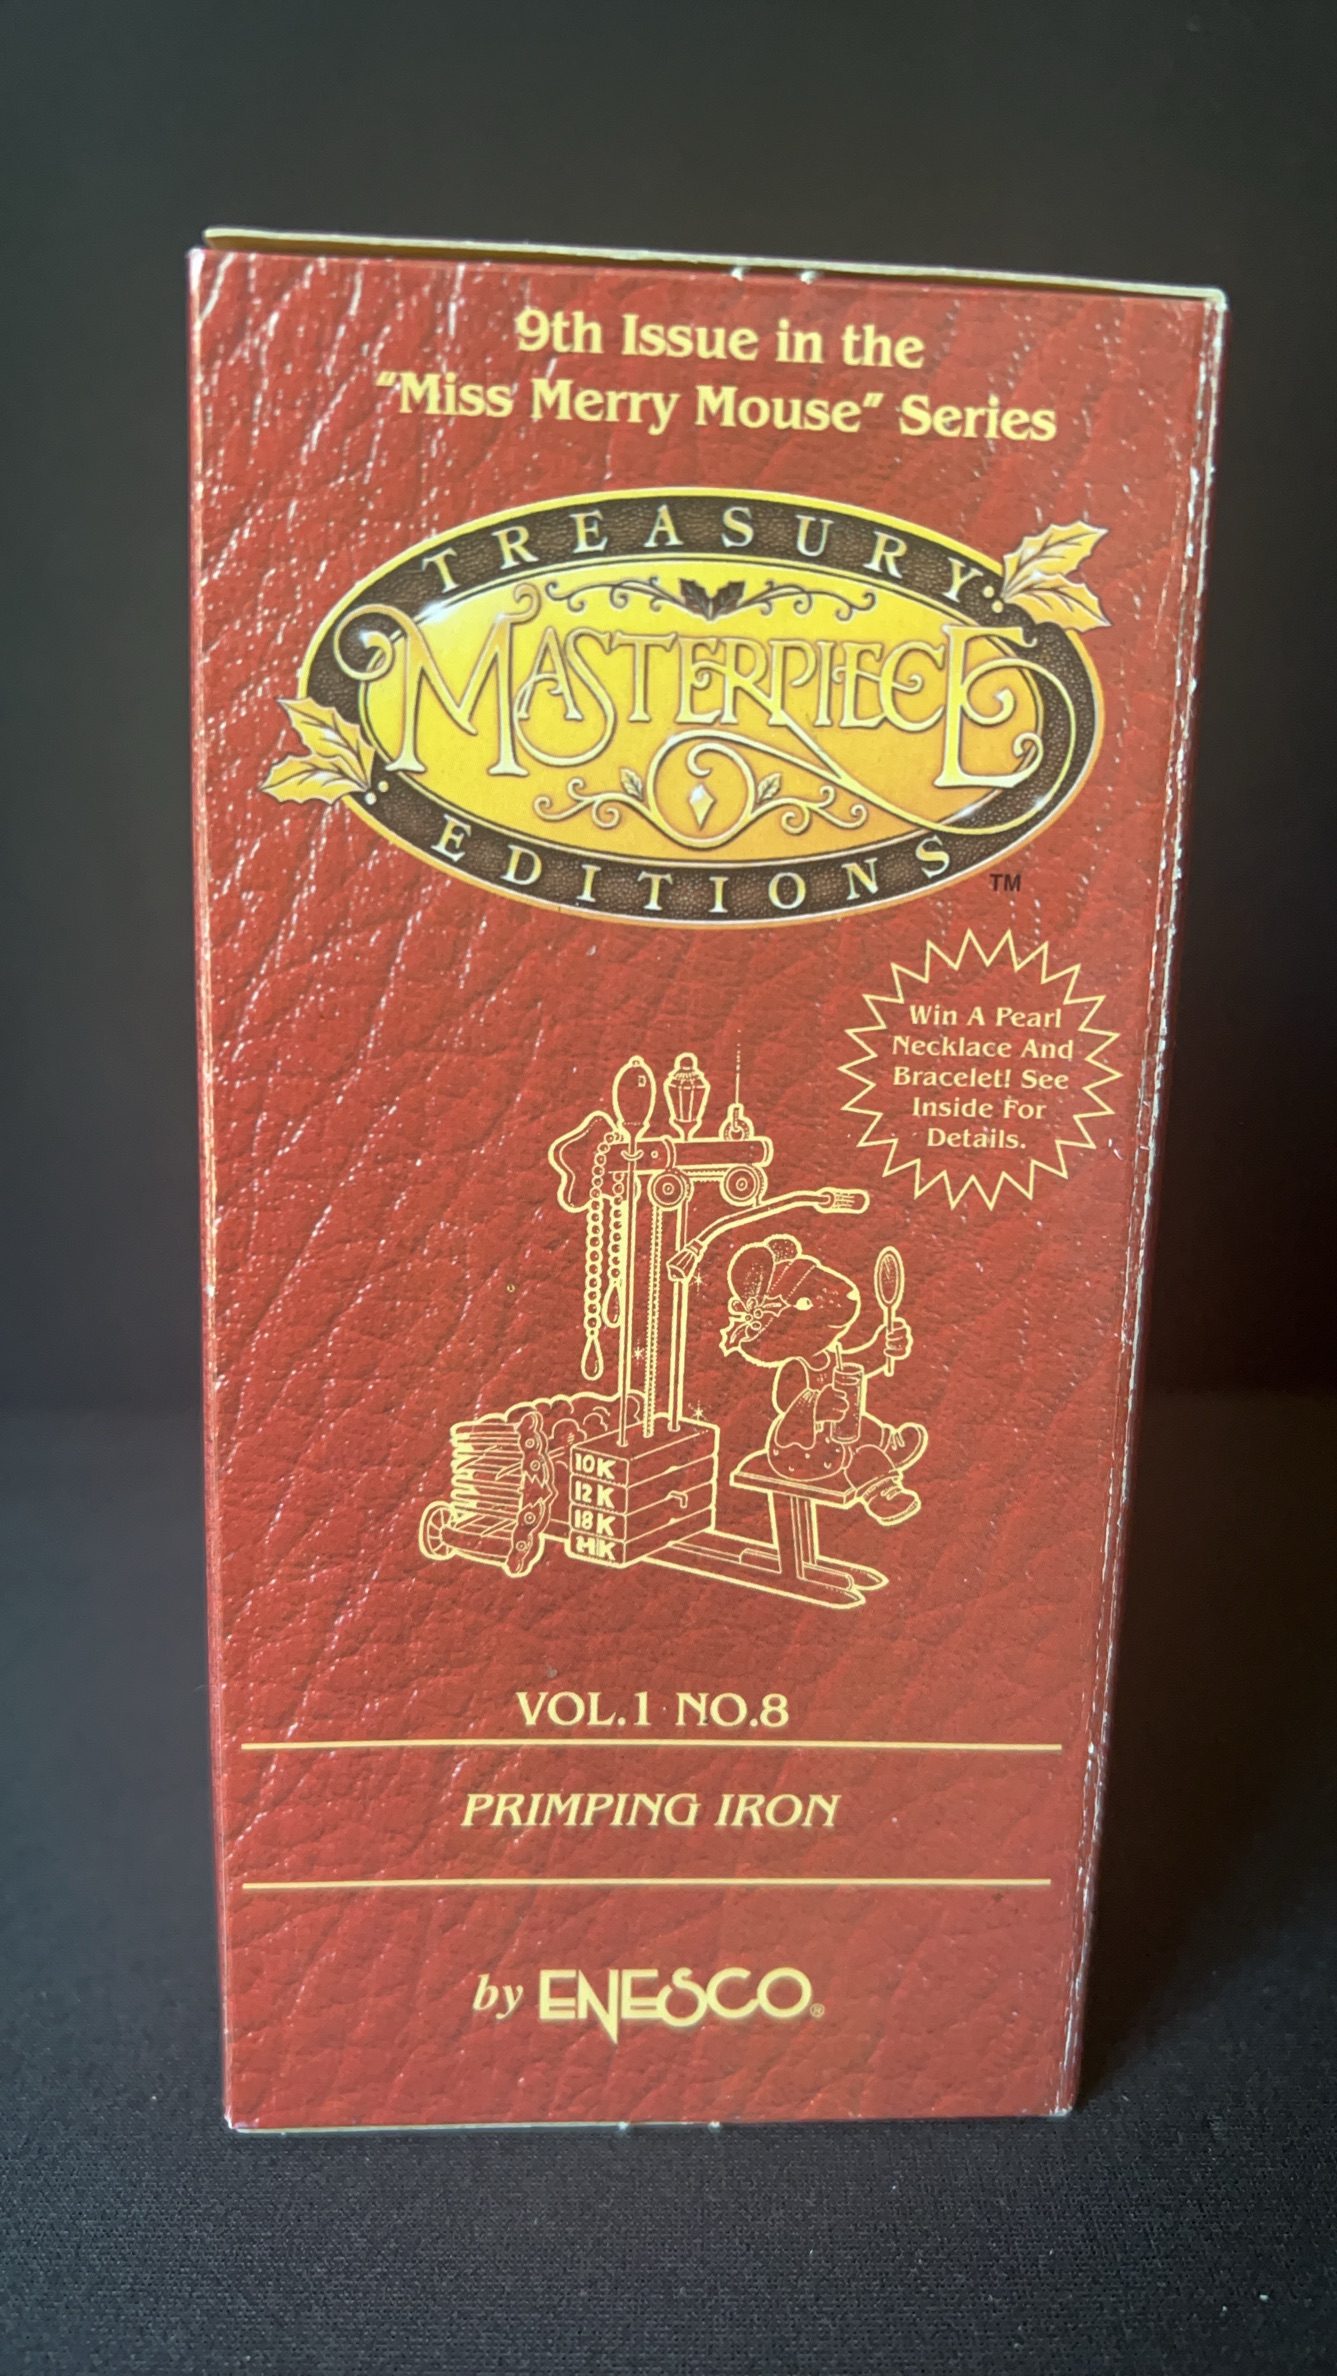 9th Issue in the
"Miss Merry Mouse" Series
TREASURY
MASTERPIECE
EDITIONS
TM
Win A Pearl
Necklace And
Bracelet! See
Inside For
Details.
10K
12K
18K
24K
VOL.1 NO.8
PRIMPING IRON
by ENESCO®